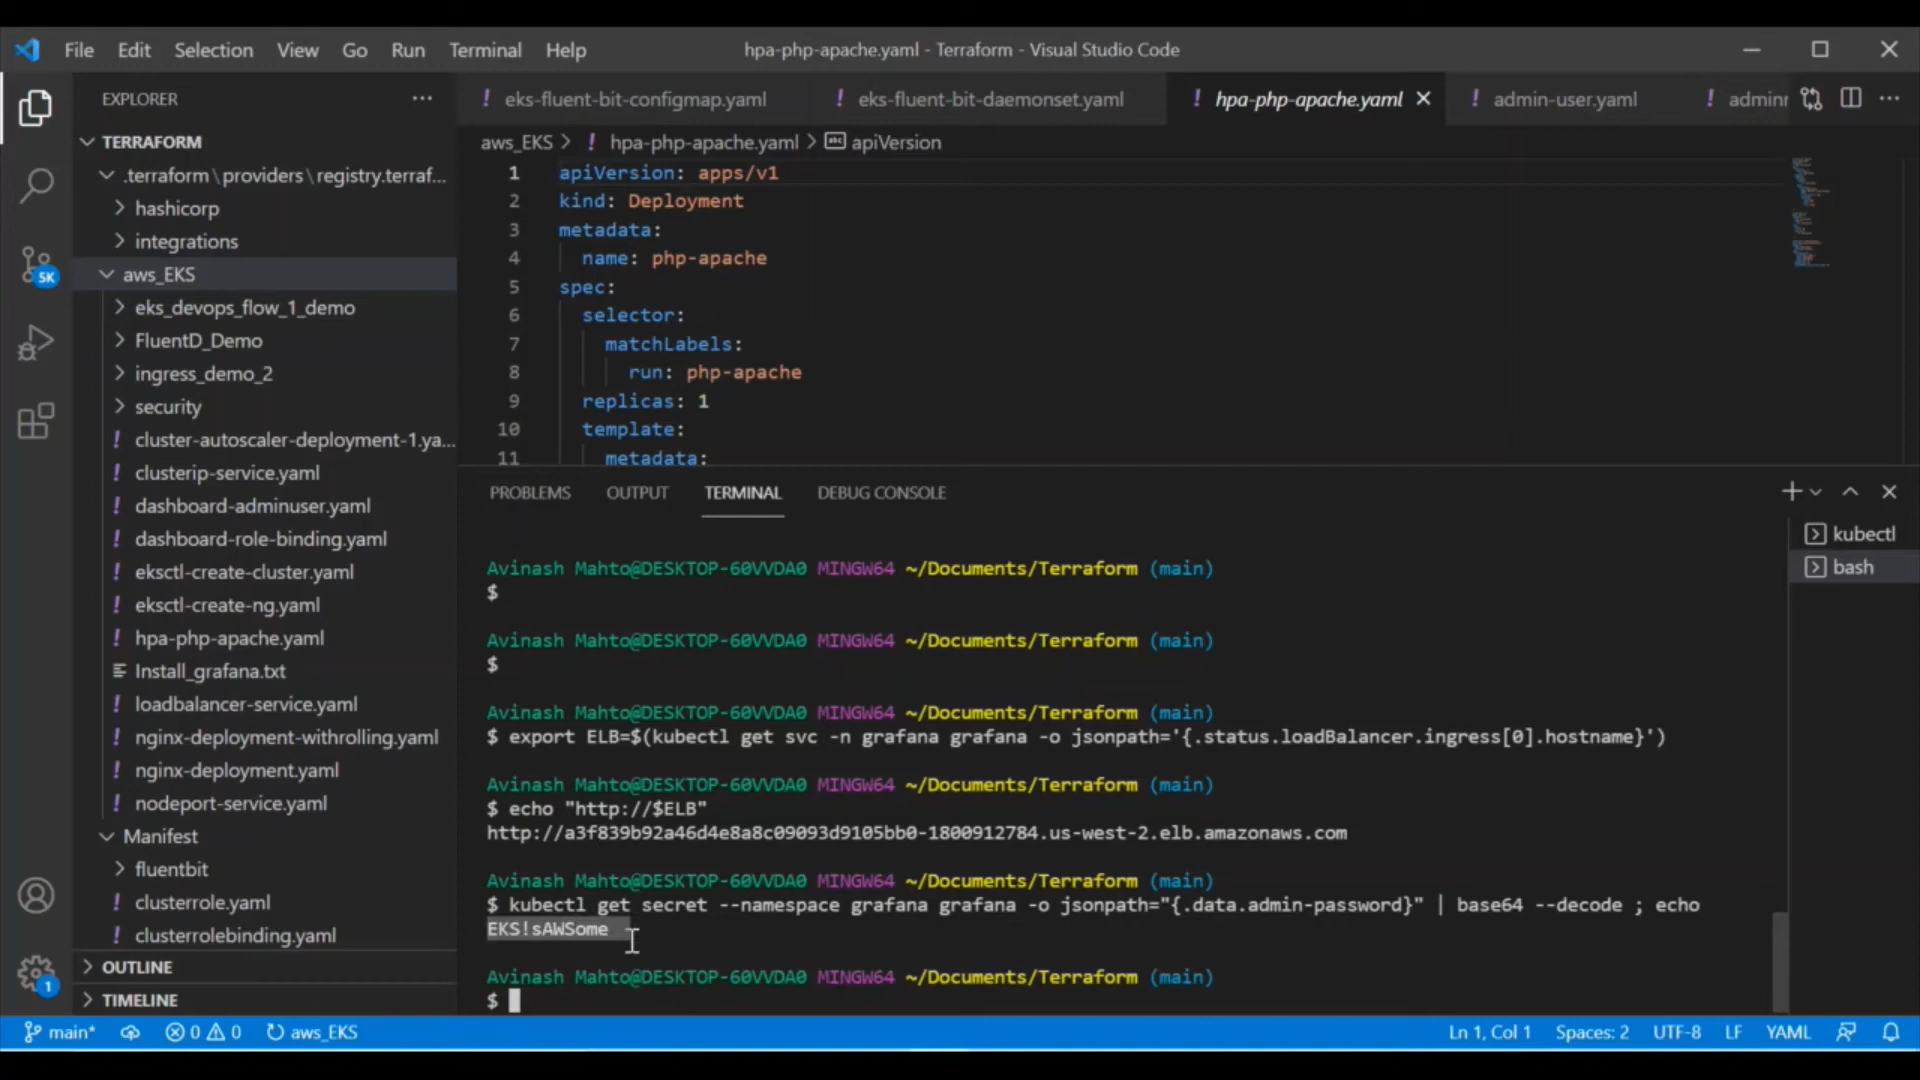 File Edit Selection View Go Run Terminal Help
hpa-php-apache.yaml - Terraform - Visual Studio Code
EXPLORER
TERRAFORM
.terraform\providers\registry.terraf...
hashicorp
integrations
aws_EKS
eks_devops_flow_1_demo
FluentD_Demo
ingress_demo_2
security
! cluster-autoscaler-deployment-1.ya...
! clusterip-service.yaml
! dashboard-adminuser.yaml
! dashboard-role-binding.yaml
! eksctl-create-cluster.yaml
! eksctl-create-ng.yaml
! hpa-php-apache.yaml
Install_grafana.txt
! loadbalancer-service.yaml
! nginx-deployment-withrolling.yaml
! nginx-deployment.yaml
! nodeport-service.yaml
Manifest
fluentbit
! clusterrole.yaml
! clusterrolebinding.yaml
OUTLINE
TIMELINE
5K
1
! eks-fluent-bit-configmap.yaml ! eks-fluent-bit-daemonset.yaml ! hpa-php-apache.yaml ! admin-user.yaml ! adminr
aws_EKS > ! hpa-php-apache.yaml > abc apiVersion
1 apiVersion: apps/v1
2 kind: Deployment
3 metadata:
4 name: php-apache
5 spec:
6 selector:
7 matchLabels:
8 run: php-apache
9 replicas: 1
10 template:
11 metadata:
PROBLEMS OUTPUT TERMINAL DEBUG CONSOLE
kubectl
bash
Avinash Mahto@DESKTOP-60VVDA0 MINGW64 ~/Documents/Terraform (main)
$
Avinash Mahto@DESKTOP-60VVDA0 MINGW64 ~/Documents/Terraform (main)
$
Avinash Mahto@DESKTOP-60VVDA0 MINGW64 ~/Documents/Terraform (main)
$ export ELB=$(kubectl get svc -n grafana grafana -o jsonpath='{.status.loadBalancer.ingress[0].hostname}')
Avinash Mahto@DESKTOP-60VVDA0 MINGW64 ~/Documents/Terraform (main)
$ echo "http://$ELB"
http://a3f839b92a46d4e8a8c09093d9105bb0-1800912784.us-west-2.elb.amazonaws.com
Avinash Mahto@DESKTOP-60VVDA0 MINGW64 ~/Documents/Terraform (main)
$ kubectl get secret --namespace grafana grafana -o jsonpath="{.data.admin-password}" | base64 --decode ; echo
EKS!sAWSome
Avinash Mahto@DESKTOP-60VVDA0 MINGW64 ~/Documents/Terraform (main)
$
main* 0 0 aws_EKS Ln 1, Col 1 Spaces: 2 UTF-8 LF YAML